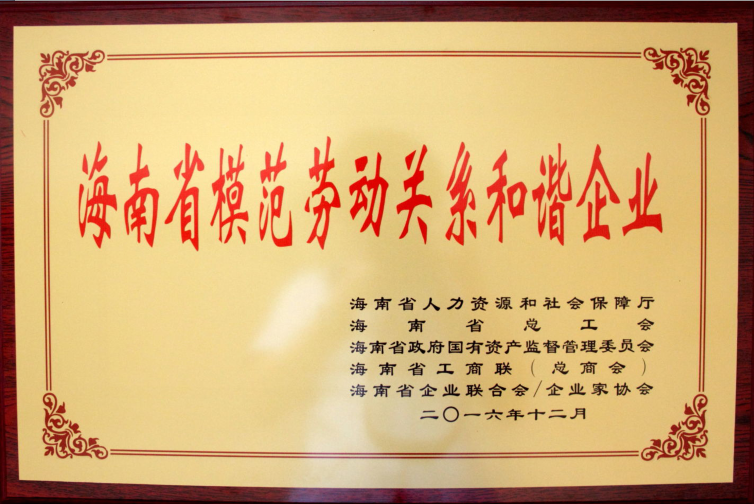 海南省模范劳动关系和谐企业
海南省人力资源和社会保障厅
海南省总工会
海南省政府国有资产监督管理委员会
海南省工商联（总商会）
海南省企业联合会/企业家协会
二〇一六年十二月